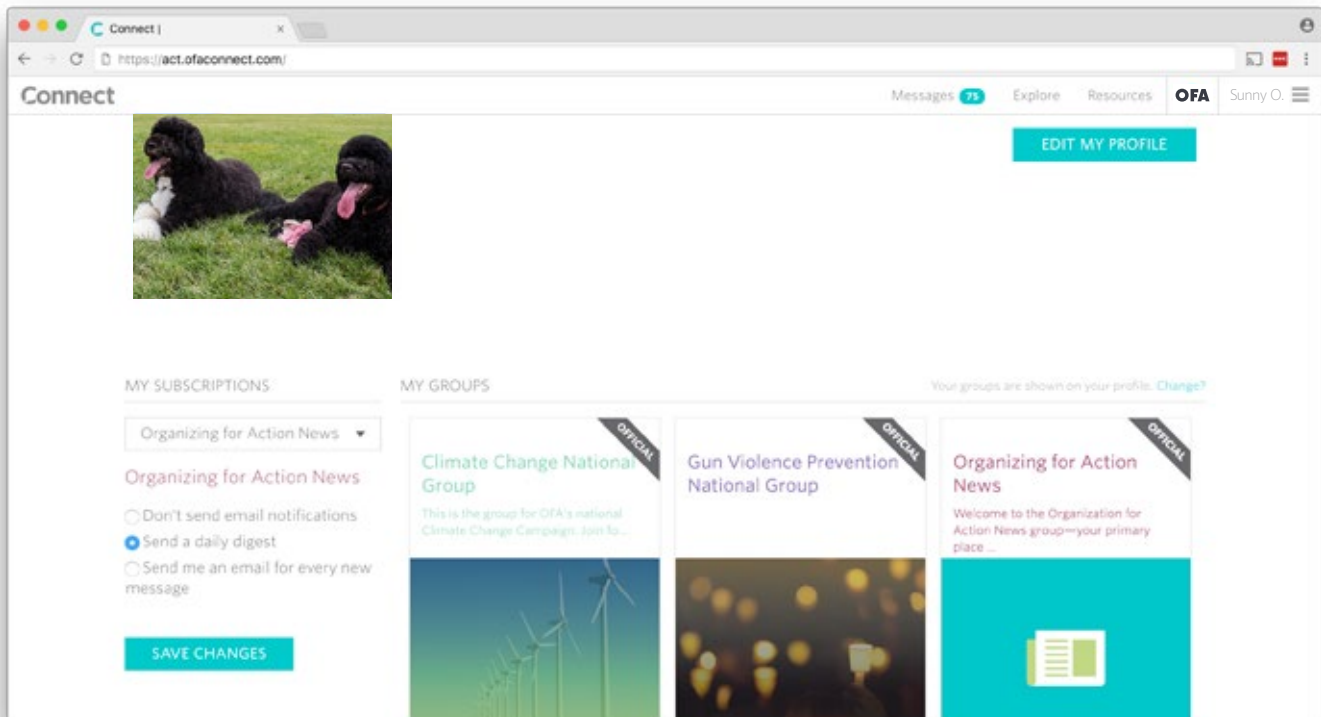 Connect |
https://act.ofaconnect.com/
Connect
Messages 75 Explore Resources OFA Sunny O.
EDIT MY PROFILE
MY SUBSCRIPTIONS
Organizing for Action News
Organizing for Action News
Don't send email notifications
Send a daily digest
Send me an email for every new
message
SAVE CHANGES
MY GROUPS
Your groups are shown on your profile. Change?
OFFICIAL
Climate Change National
Group
This is the group for OFA's national
Climate Change Campaign. Join fo...
OFFICIAL
Gun Violence Prevention
National Group
OFFICIAL
Organizing for Action
News
Welcome to the Organization for
Action News group—your primary
place ...